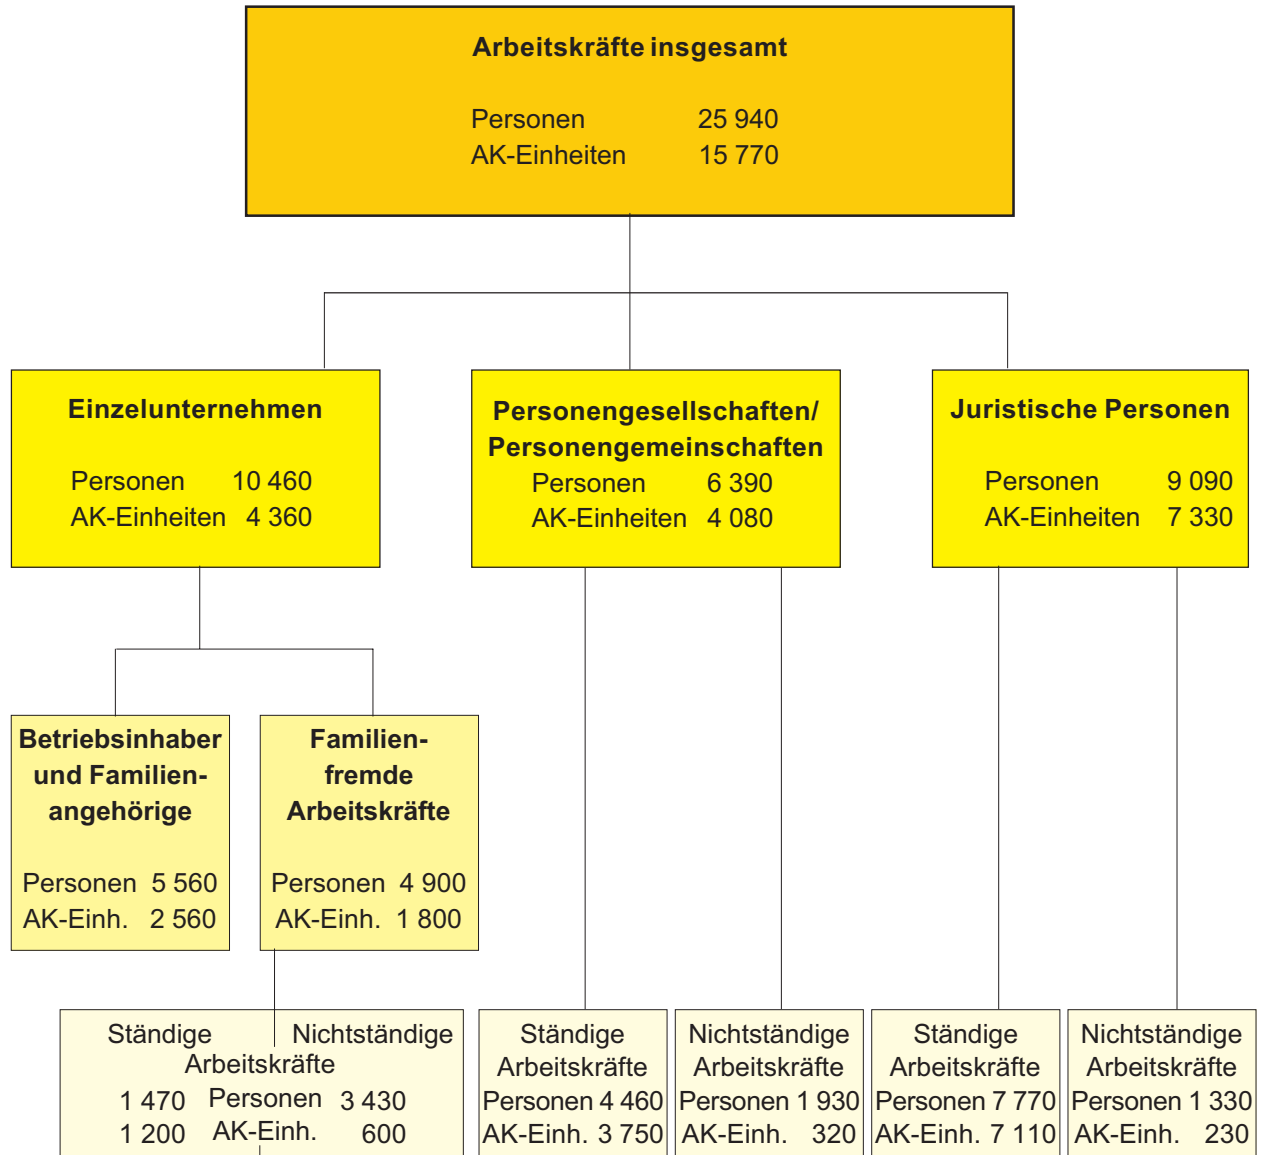 Arbeitskräfte insgesamt
Personen 25 940
AK-Einheiten 15 770
Einzelunternehmen
Personen 10 460
AK-Einheiten 4 360
Personengesellschaften/
Personengemeinschaften
Personen 6 390
AK-Einheiten 4 080
Juristische Personen
Personen 9 090
AK-Einheiten 7 330
Betriebsinhaber
und Familien-
angehörige
Personen 5 560
AK-Einh. 2 560
Familien-
fremde
Arbeitskräfte
Personen 4 900
AK-Einh. 1 800
Ständige Nichtständige
Arbeitskräfte
1 470 Personen 3 430
1 200 AK-Einh. 600
Ständige
Arbeitskräfte
Personen 4 460
AK-Einh. 3 750
Nichtständige
Arbeitskräfte
Personen 1 930
AK-Einh. 320
Ständige
Arbeitskräfte
Personen 7 770
AK-Einh. 7 110
Nichtständige
Arbeitskräfte
Personen 1 330
AK-Einh. 230